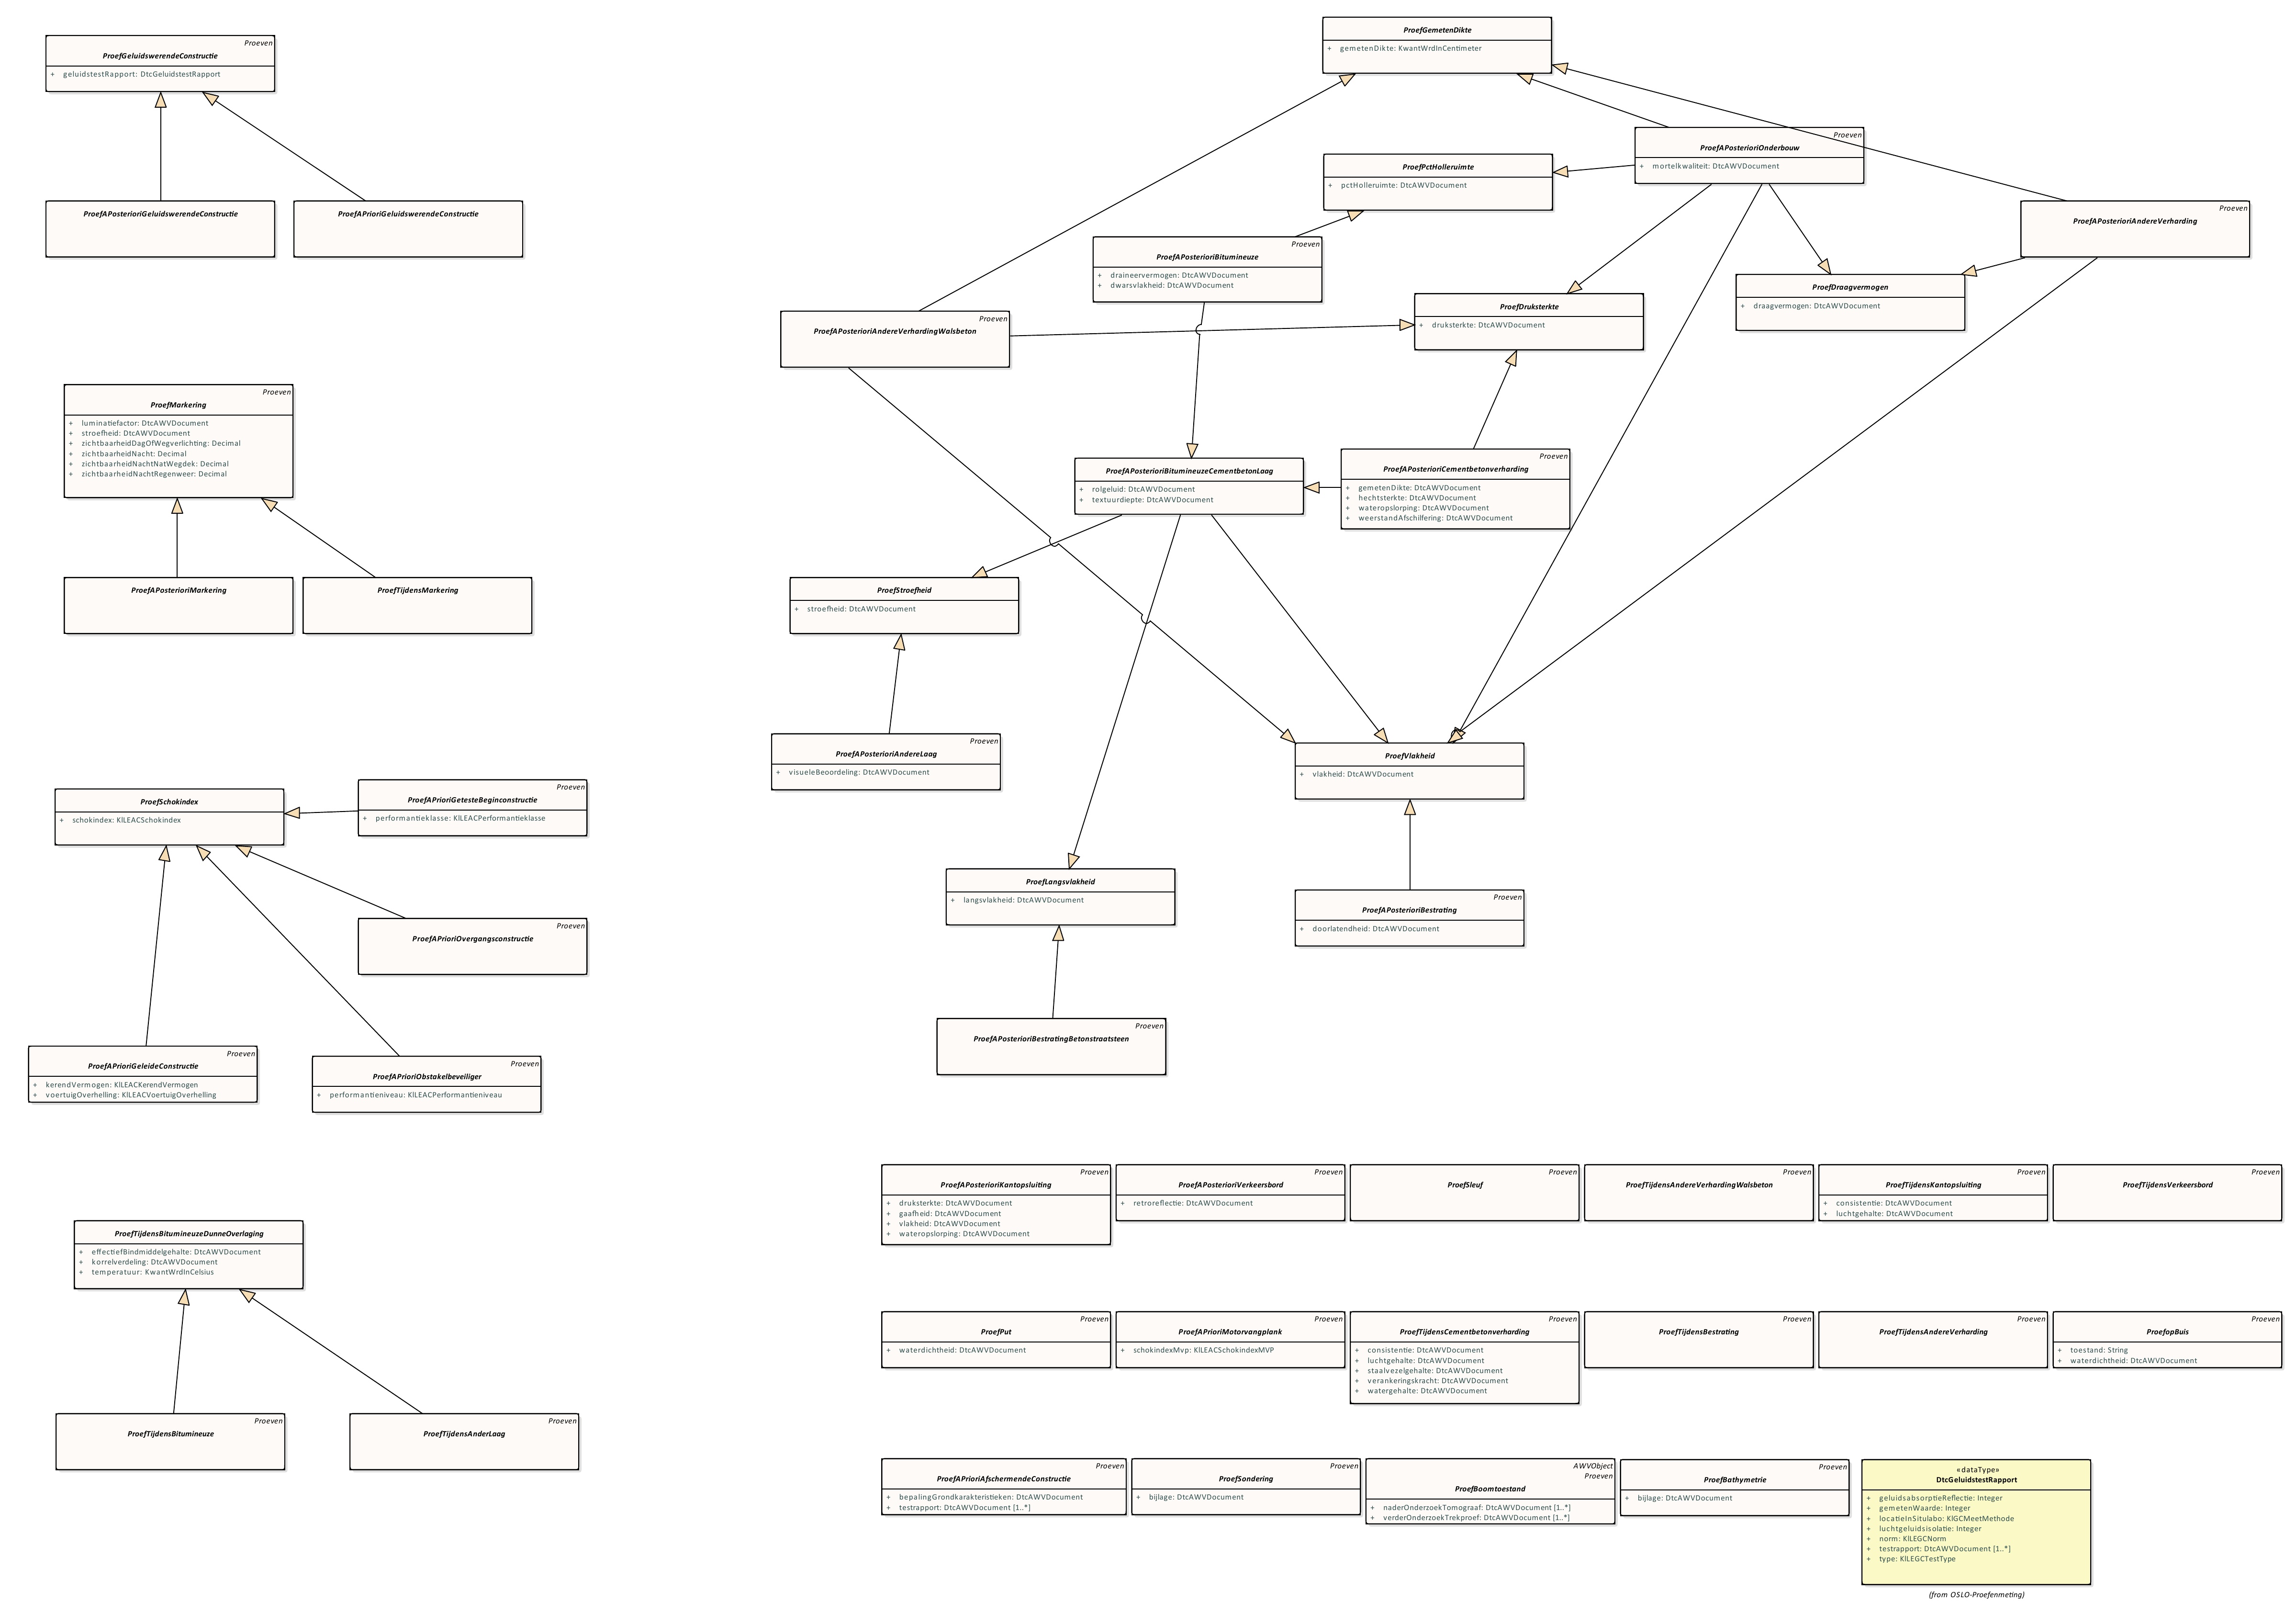 Proeven
ProefGeluidswerendeConstructie
+ geluidstestRapport: DtcGeluidstestRapport
ProefAPosterioriGeluidswerendeConstructie
ProefAPrioriGeluidswerendeConstructie
Proeven
ProefMarkering
+ luminatiefactor: DtcAWVDocument
+ stroefheid: DtcAWVDocument
+ zichtbaarheidDagOfWegverlichting: Decimal
+ zichtbaarheidNacht: Decimal
+ zichtbaarheidNachtNatWegdek: Decimal
+ zichtbaarheidNachtRegenweer: Decimal
ProefAPosterioriMarkering
ProefTijdensMarkering
ProefSchokindex
+ schokindex: KlLEACSchokindex
Proeven
ProefAPrioriGetesteBeginconstructie
+ performantieklasse: KlLEACPerformantieklasse
Proeven
ProefAPrioriOvergangsconstructie
Proeven
ProefAPrioriGeleideConstructie
+ kerendVermogen: KlLEACKerendVermogen
+ voertuigOverhelling: KlLEACVoertuigOverhelling
Proeven
ProefAPrioriObstakelbeveiliger
+ performantieniveau: KlLEACPerformantieniveau
ProefTijdensBitumineuzeDunneOverlaging
+ effectiefBindmiddelgehalte: DtcAWVDocument
+ korrelverdeling: DtcAWVDocument
+ temperatuur: KwantWrdInCelsius
Proeven
ProefTijdensBitumineuze
Proeven
ProefTijdensAnderLaag
ProefGemetenDikte
+ gemetenDikte: KwantWrdInCentimeter
Proeven
ProefAPosterioriOnderbouw
+ mortelkwaliteit: DtcAWVDocument
ProefPctHolleruimte
+ pctHolleruimte: DtcAWVDocument
Proeven
ProefAPosterioriAndereVerharding
Proeven
ProefAPosterioriBitumineuze
+ draineervermogen: DtcAWVDocument
+ dwarsvlakheid: DtcAWVDocument
ProefDraagvermogen
+ draagvermogen: DtcAWVDocument
ProefDruksterkte
+ druksterkte: DtcAWVDocument
Proeven
ProefAPosterioriAndereVerhardingWalsbeton
ProefAPosterioriBitumineuzeCementbetonLaag
+ rolgeluid: DtcAWVDocument
+ textuurdiepte: DtcAWVDocument
Proeven
ProefAPosterioriCementbetonverharding
+ gemetenDikte: DtcAWVDocument
+ hechtsterkte: DtcAWVDocument
+ wateropslorping: DtcAWVDocument
+ weerstandAfschilfering: DtcAWVDocument
ProefStroefheid
+ stroefheid: DtcAWVDocument
Proeven
ProefAPosterioriAndereLaag
+ visueleBeoordeling: DtcAWVDocument
ProefVlakheid
+ vlakheid: DtcAWVDocument
ProefLangsvlakheid
+ langsvlakheid: DtcAWVDocument
Proeven
ProefAPosterioriBestrating
+ doorlatendheid: DtcAWVDocument
Proeven
ProefAPosterioriBestratingBetonstraatsteen
Proeven
ProefAPosterioriKantopsluiting
+ druksterkte: DtcAWVDocument
+ gaafheid: DtcAWVDocument
+ vlakheid: DtcAWVDocument
+ wateropslorping: DtcAWVDocument
Proeven
ProefAPosterioriVerkeersbord
+ retroreflectie: DtcAWVDocument
Proeven
ProefSleuf
Proeven
ProefTijdensAndereVerhardingWalsbeton
Proeven
ProefTijdensKantopsluiting
+ consistentie: DtcAWVDocument
+ luchtgehalte: DtcAWVDocument
Proeven
ProefTijdensVerkeersbord
Proeven
ProefPut
+ waterdichtheid: DtcAWVDocument
Proeven
ProefAPrioriMotorvangplank
+ schokindexMvp: KlLEACSchokindexMVP
Proeven
ProefTijdensCementbetonverharding
+ consistentie: DtcAWVDocument
+ luchtgehalte: DtcAWVDocument
+ staalvezelgehalte: DtcAWVDocument
+ verankeringskracht: DtcAWVDocument
+ watergehalte: DtcAWVDocument
Proeven
ProefTijdensBestrating
Proeven
ProefTijdensAndereVerharding
Proeven
ProefopBuis
+ toestand: String
+ waterdichtheid: DtcAWVDocument
Proeven
ProefAPrioriAfschermendeConstructie
+ bepalingGrondkarakteristieken: DtcAWVDocument
+ testrapport: DtcAWVDocument [1..*]
Proeven
ProefSondering
+ bijlage: DtcAWVDocument
AWVObject
Proeven
ProefBoomtoestand
+ naderOnderzoekTomograaf: DtcAWVDocument [1..*]
+ verderOnderzoekTrekproef: DtcAWVDocument [1..*]
Proeven
ProefBathymetrie
+ bijlage: DtcAWVDocument
«dataType»
DtcGeluidstestRapport
+ geluidsabsorptieReflectie: Integer
+ gemetenWaarde: Integer
+ locatieInSitulabo: KlGCMeetMethode
+ luchtgeluidsisolatie: Integer
+ norm: KlLEGCNorm
+ testrapport: DtcAWVDocument [1..*]
+ type: KlLEGCTestType
(from OSLO-Proefenmeting)